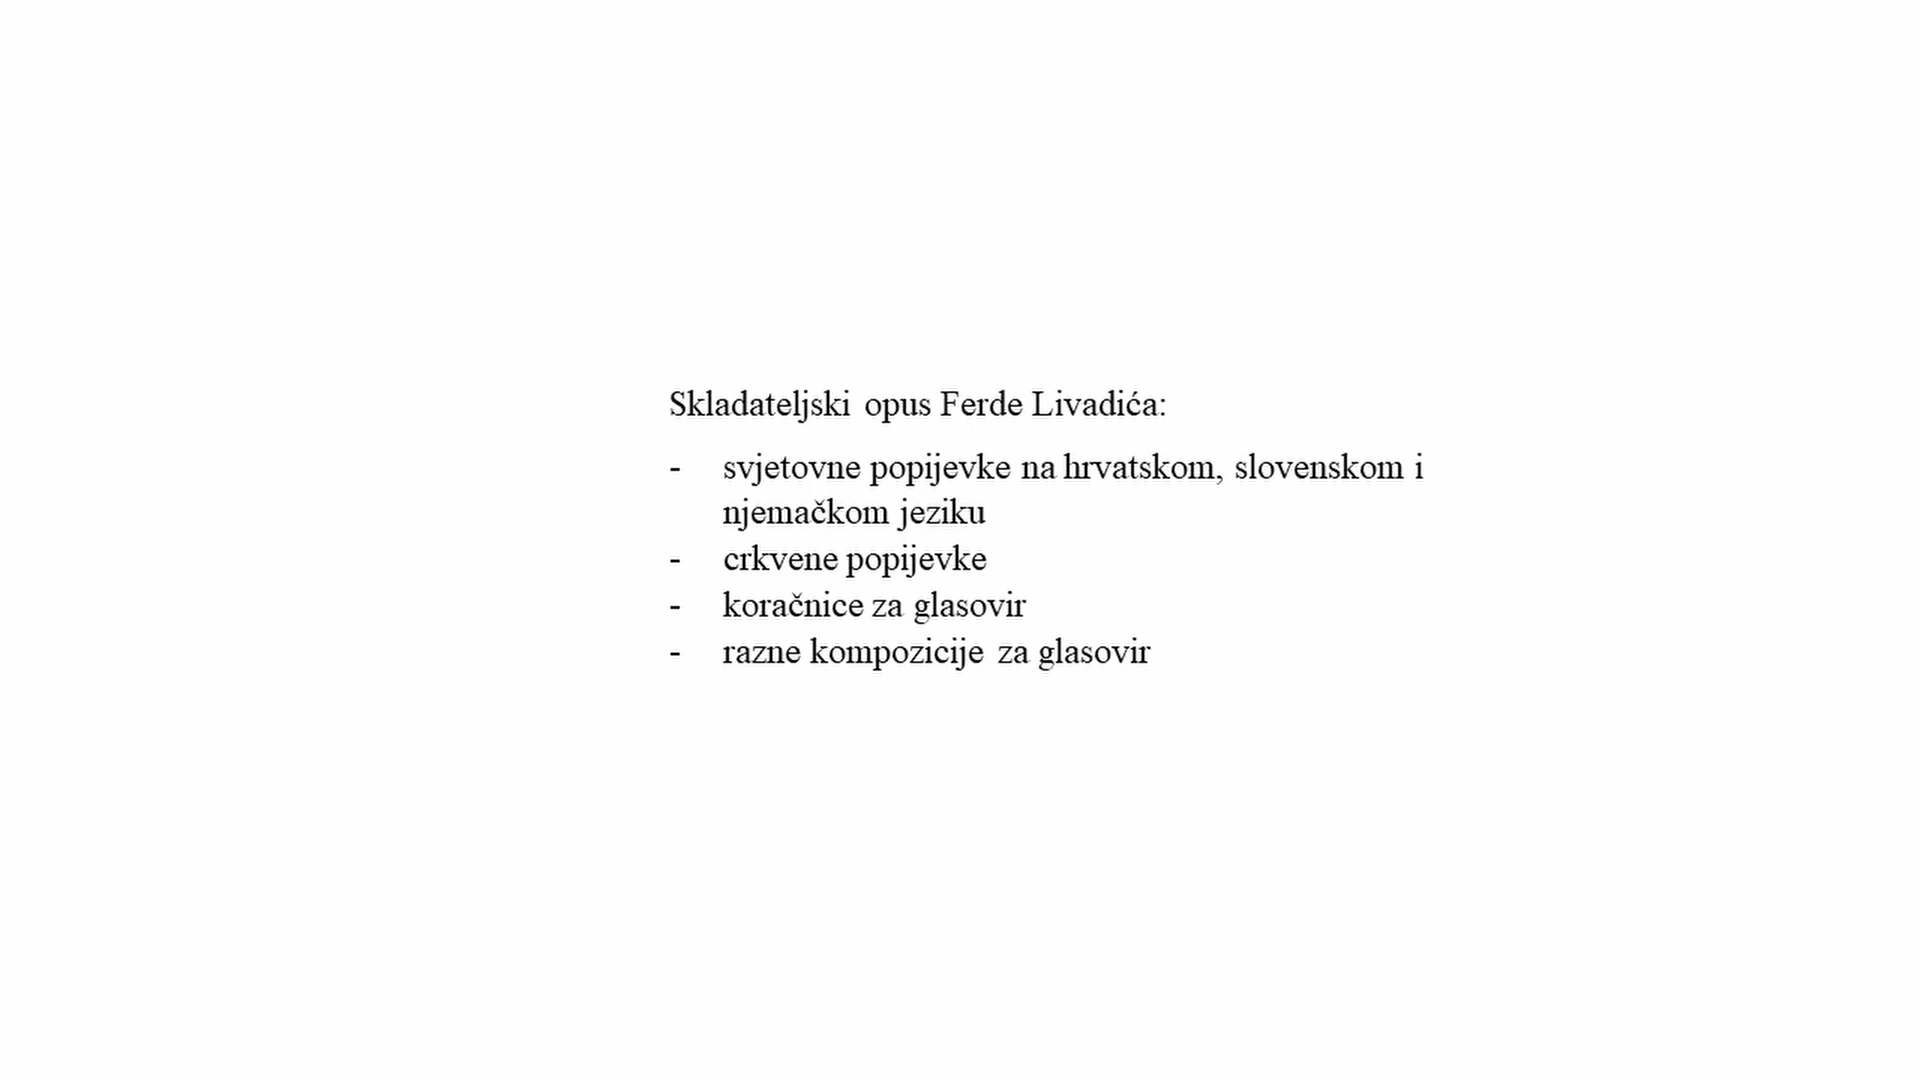 Skladateljski opus Ferde Livadića:
- svjetovne popijevke na hrvatskom, slovenskom i
njemačkom jeziku
- crkvene popijevke
- koračnice za glasovir
- razne kompozicije za glasovir